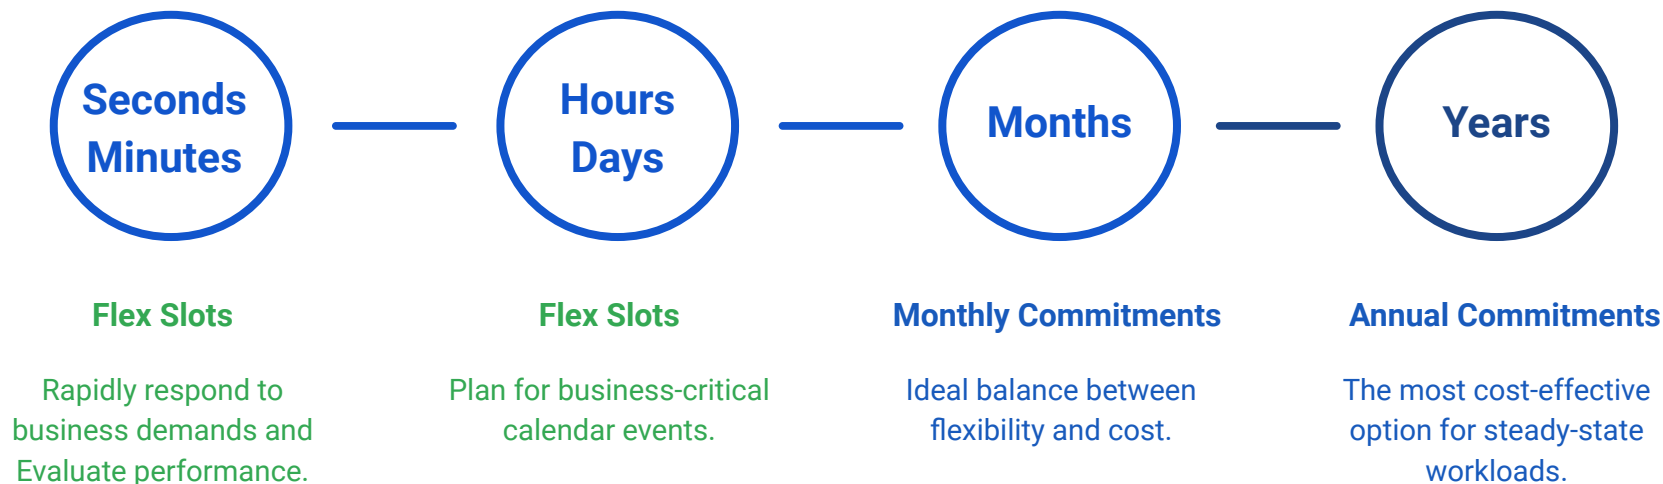 Seconds
Minutes
Hours
Days
Months
Years
Flex Slots
Rapidly respond to
business demands and
Evaluate performance.
Flex Slots
Plan for business-critical
calendar events.
Monthly Commitments
Ideal balance between
flexibility and cost.
Annual Commitments
The most cost-effective
option for steady-state
workloads.